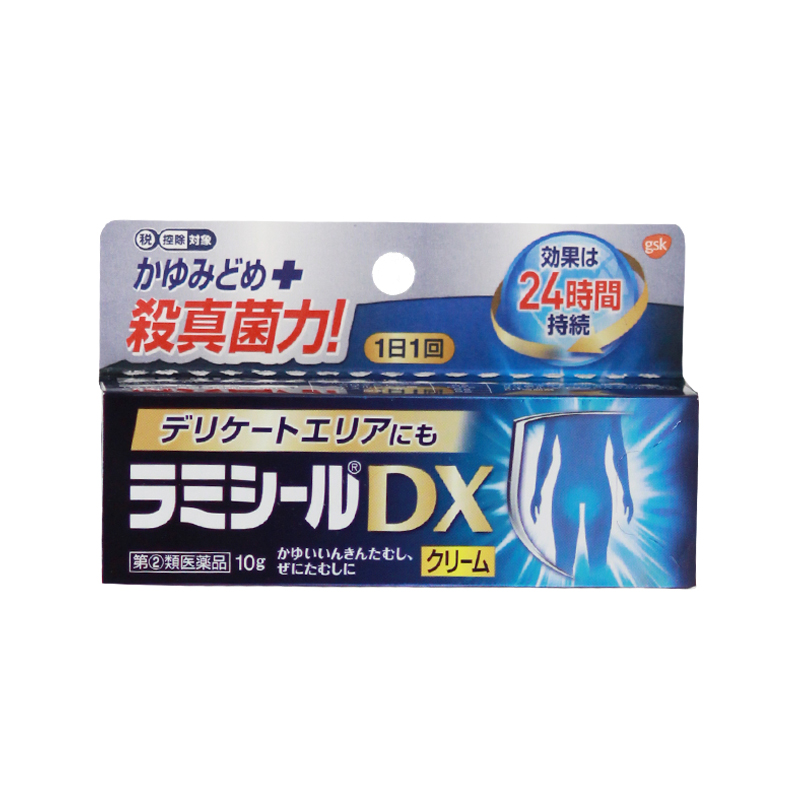 税 控除 対象
かゆみどめ+
殺真菌力!
1日1回
効果は
24時間
持続
gsk
デリケートエリアにも
ラミシール®DX
指定②類医薬品 10g
かゆいいんきんたむし、
ぜにたむしに
クリーム